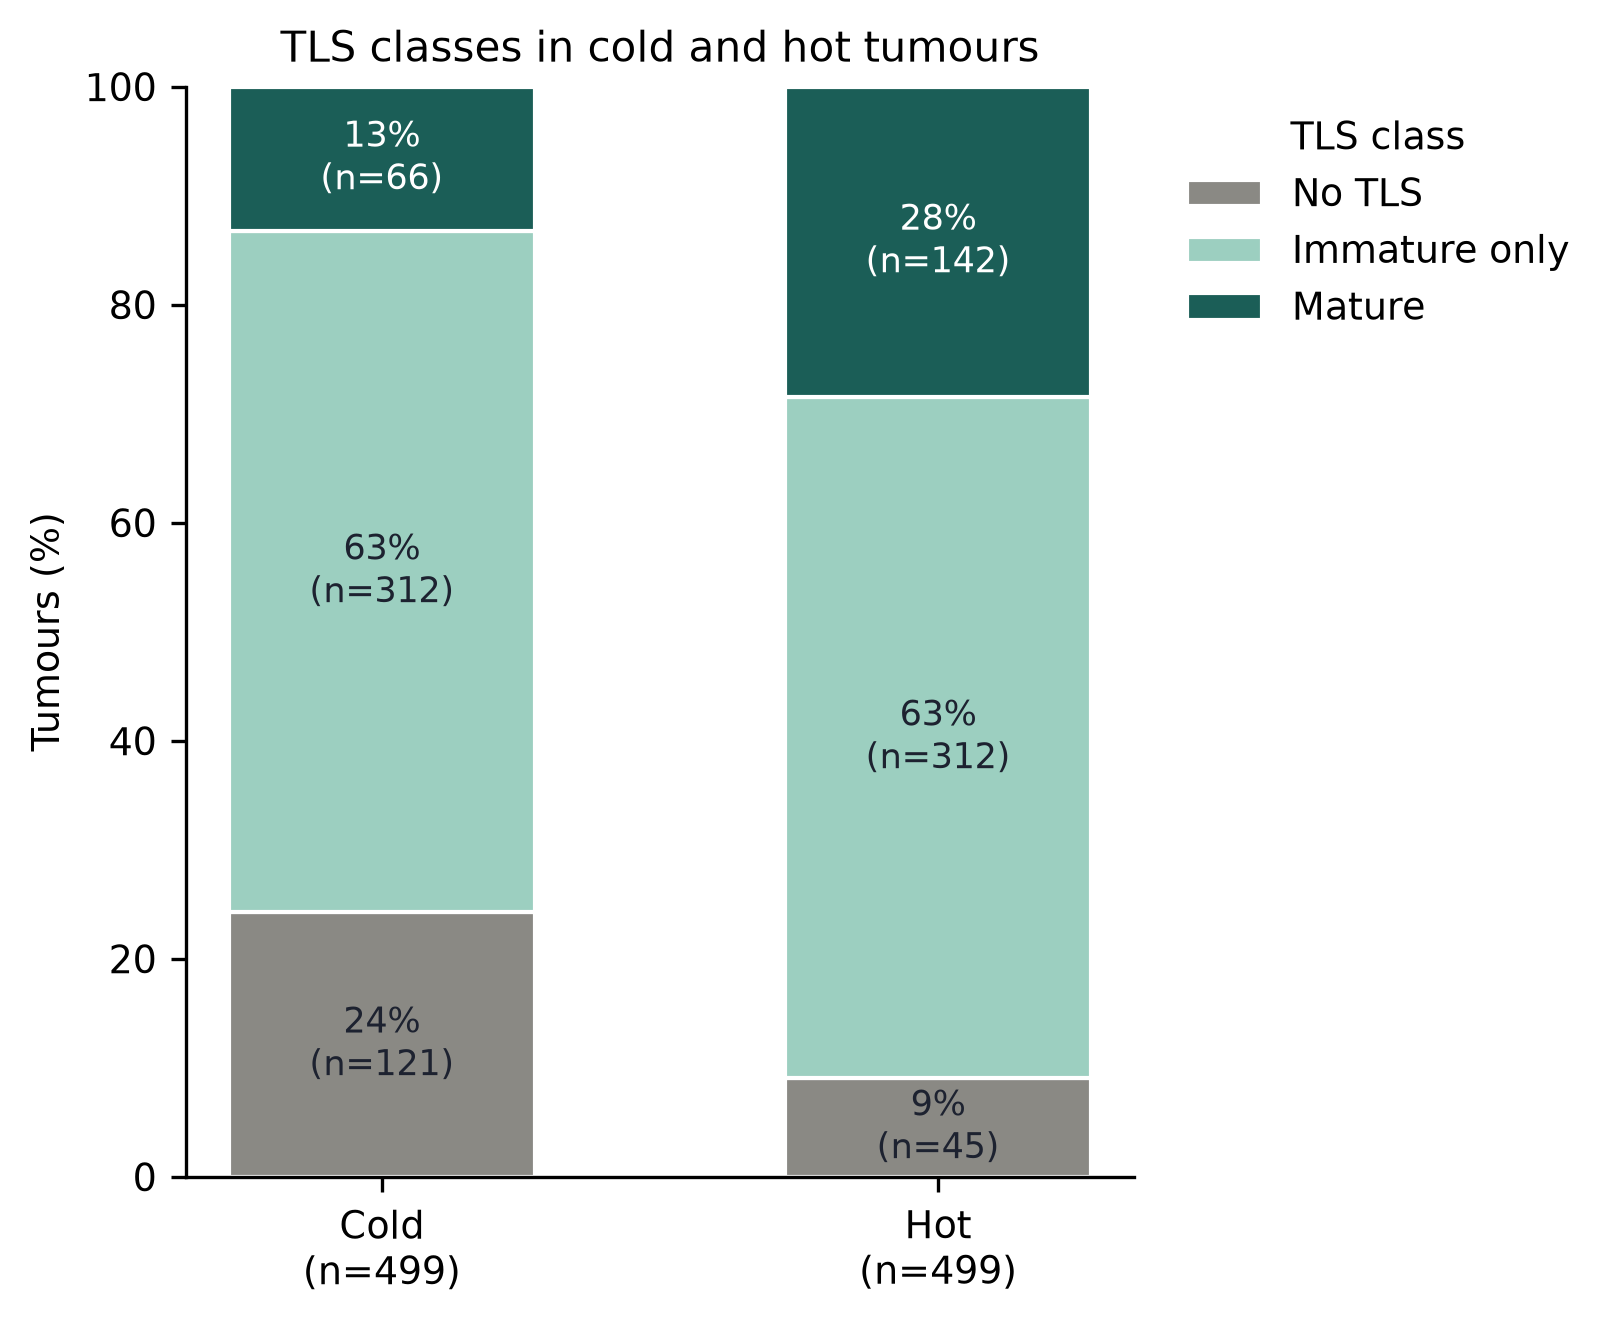 TLS classes in cold and hot tumours
Tumours (%)
100
80
60
40
20
0
13%
(n=66)
63%
(n=312)
24%
(n=121)
28%
(n=142)
63%
(n=312)
9%
(n=45)
Cold
(n=499)
Hot
(n=499)
TLS class
No TLS
Immature only
Mature